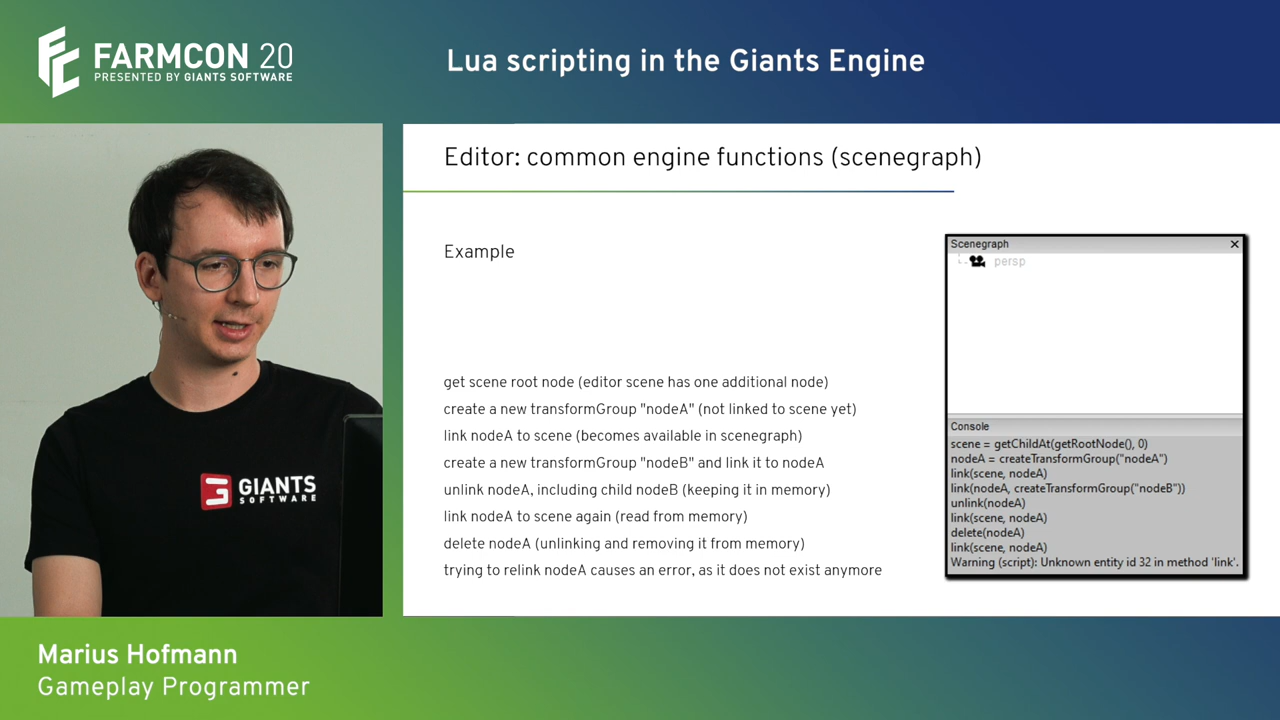 FARMCON 20
PRESENTED BY GIANTS SOFTWARE
Lua scripting in the Giants Engine
Editor: common engine functions (scenegraph)
Example
get scene root node (editor scene has one additional node)
create a new transformGroup "nodeA" (not linked to scene yet)
link nodeA to scene (becomes available in scenegraph)
create a new transformGroup "nodeB" and link it to nodeA
unlink nodeA, including child nodeB (keeping it in memory)
link nodeA to scene again (read from memory)
delete nodeA (unlinking and removing it from memory)
trying to relink nodeA causes an error, as it does not exist anymore
Scenegraph
persp
Console
scene = getChildAt(getRootNode(), 0)
nodeA = createTransformGroup("nodeA")
link(scene, nodeA)
link(nodeA, createTransformGroup("nodeB"))
unlink(nodeA)
link(scene, nodeA)
delete(nodeA)
link(scene, nodeA)
Warning (script): Unknown entity id 32 in method 'link'.
GIANTS
SOFTWARE
Marius Hofmann
Gameplay Programmer